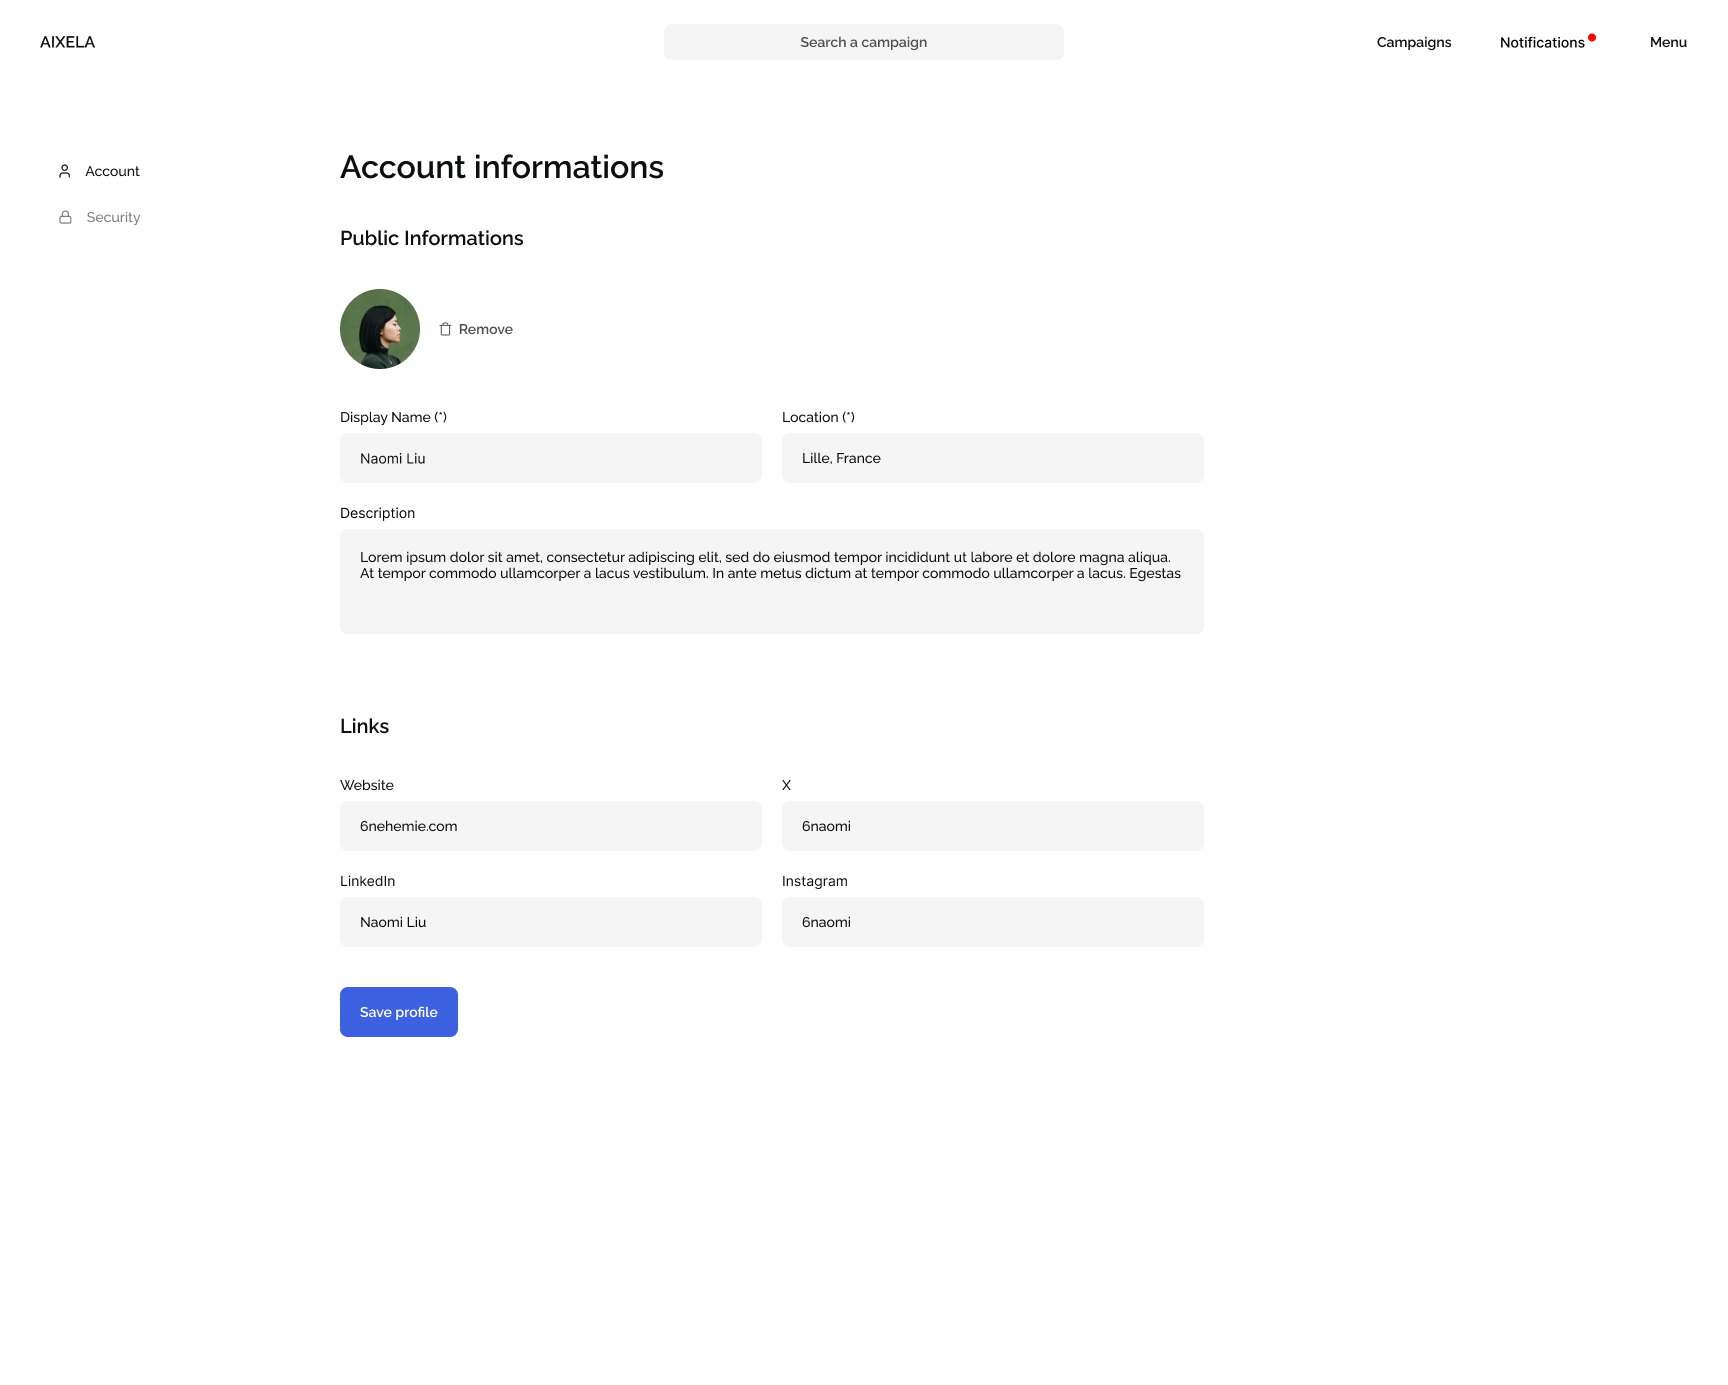 AIXELA
Search a campaign
Campaigns
Notifications
Menu
Account
Security
Account informations
Public Informations
Remove
Display Name (*)
Location (*)
Naomi Liu
Lille, France
Description
Lorem ipsum dolor sit amet, consectetur adipiscing elit, sed do eiusmod tempor incididunt ut labore et dolore magna aliqua.
At tempor commodo ullamcorper a lacus vestibulum. In ante metus dictum at tempor commodo ullamcorper a lacus. Egestas
Links
Website
X
6nehemie.com
6naomi
LinkedIn
Instagram
Naomi Liu
6naomi
Save profile